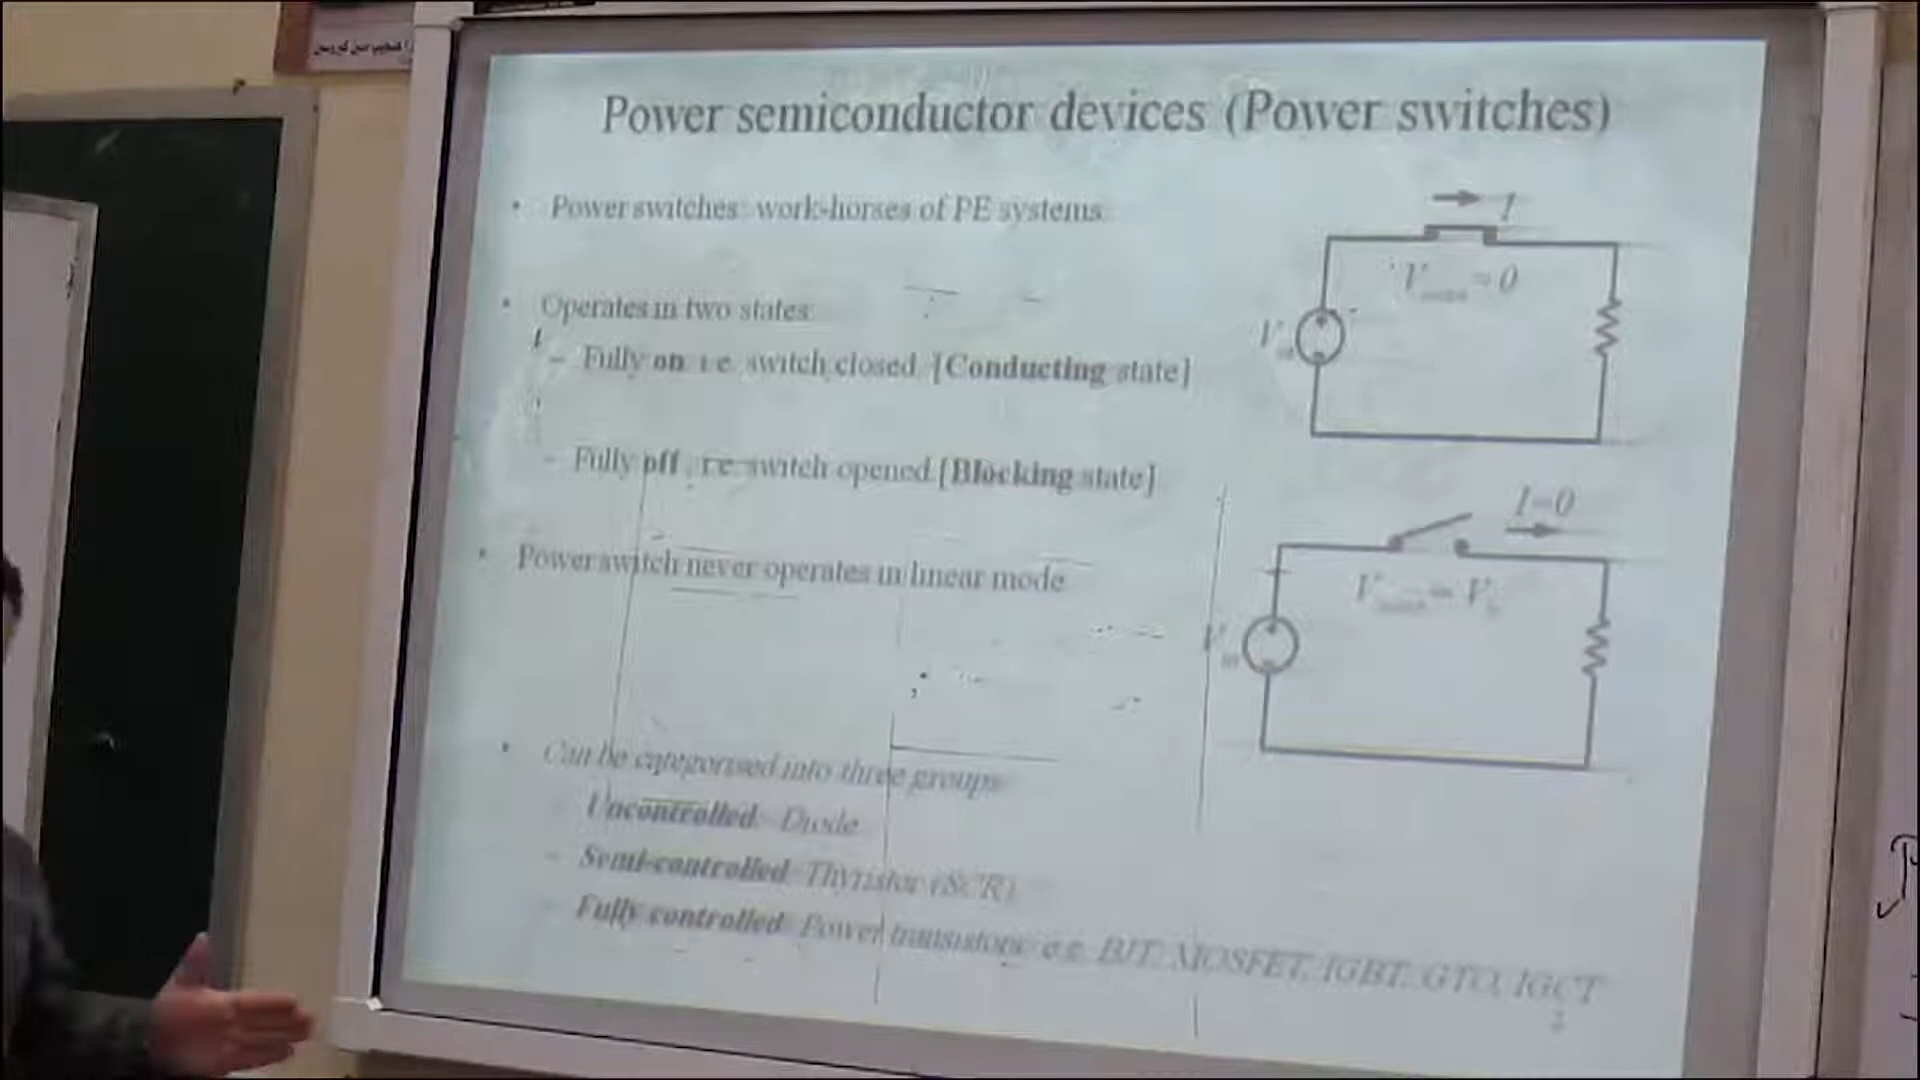 Power semiconductor devices (Power switches)
• Power switches: work-horses of PE systems.
• Operates in two states:
– Fully on. i.e. switch closed. [Conducting state]
– Fully off, i.e. switch opened. [Blocking state]
• Power switch never operates in linear mode.
• Can be categorised into three groups:
– Uncontrolled: Diode
– Semi-controlled: Thyristor (SCR).
– Fully controlled: Power transistors: e.g. BJT, MOSFET, IGBT, GTO, IGCT
I
V = 0
V
I=0
V = V
V
2